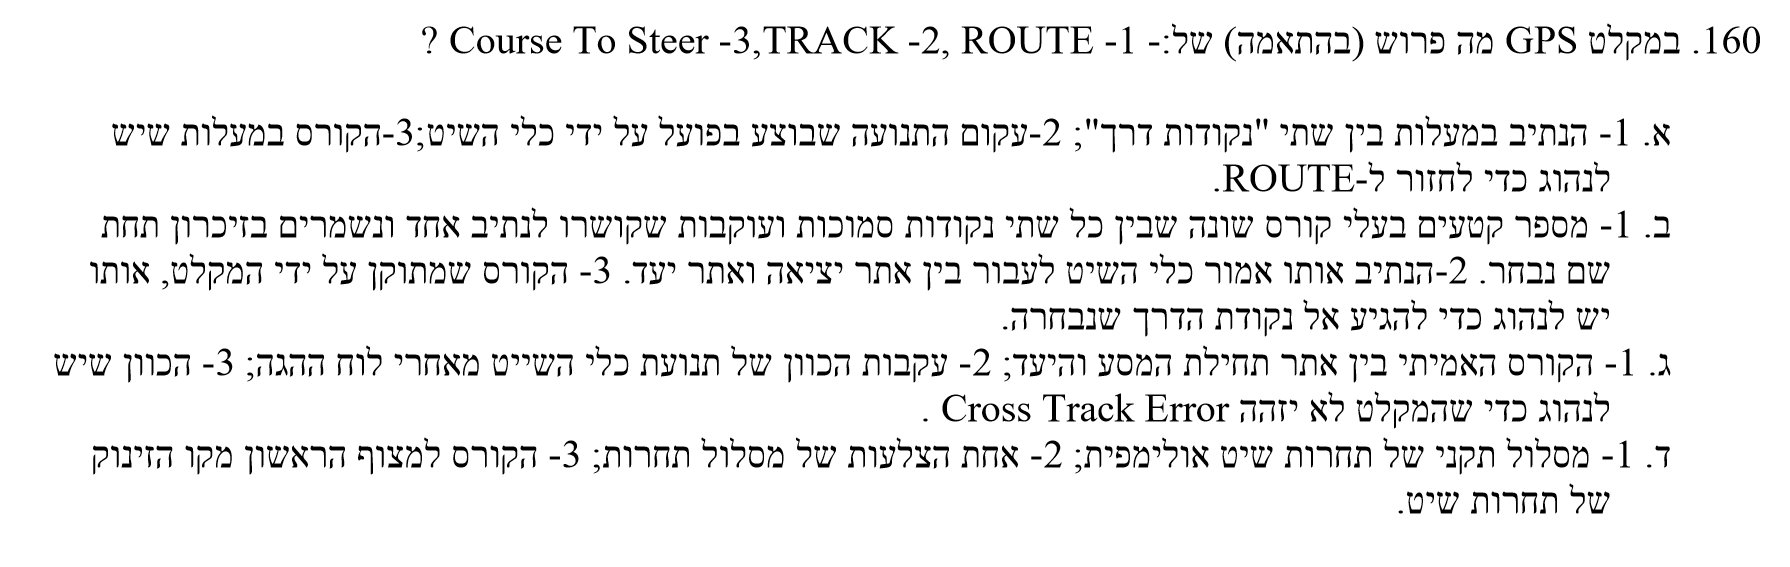 160. במקלט GPS מה פרוש (בהתאמה) של:- 1- ROUTE ,2- TRACK,3- Course To Steer ?
א. 1- הנתיב במעלות בין שתי "נקודות דרך"; 2-עקום התנועה שבוצע בפועל על ידי כלי השיט;3-הקורס במעלות שיש
לנהוג כדי לחזור ל-ROUTE.
ב. 1- מספר קטעים בעלי קורס שונה שבין כל שתי נקודות סמוכות ועוקבות שקושרו לנתיב אחד ונשמרים בזיכרון תחת
שם נבחר. 2-הנתיב אותו אמור כלי השיט לעבור בין אתר יציאה ואתר יעד. 3- הקורס שמתוקן על ידי המקלט, אותו
יש לנהוג כדי להגיע אל נקודת הדרך שנבחרה.
ג. 1- הקורס האמיתי בין אתר תחילת המסע והיעד; 2- עקבות הכוון של תנועת כלי השייט מאחרי לוח ההגה; 3- הכוון שיש
לנהוג כדי שהמקלט לא יזהה Cross Track Error .
ד. 1- מסלול תקני של תחרות שיט אולימפית; 2- אחת הצלעות של מסלול תחרות; 3- הקורס למצוף הראשון מקו הזינוק
של תחרות שיט.